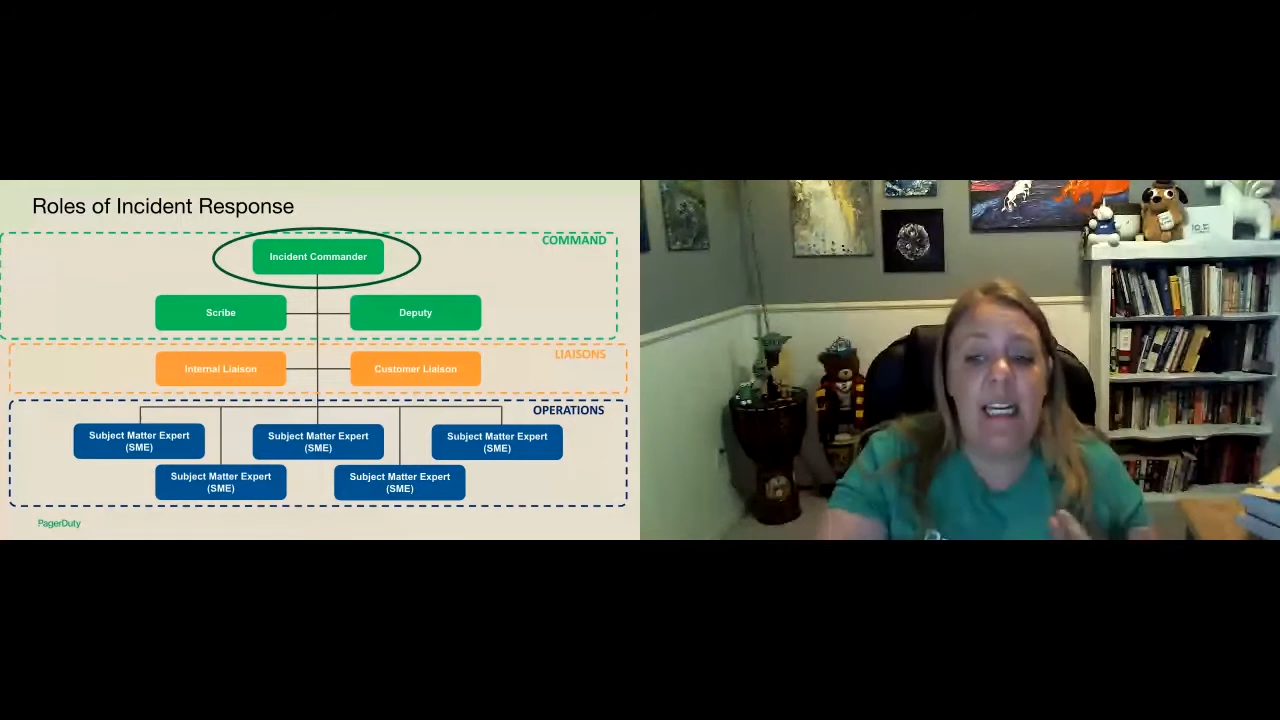 Roles of Incident Response
COMMAND
Incident Commander
Scribe
Deputy
LIAISONS
Internal Liaison
Customer Liaison
OPERATIONS
Subject Matter Expert
(SME)
Subject Matter Expert
(SME)
Subject Matter Expert
(SME)
Subject Matter Expert
(SME)
Subject Matter Expert
(SME)
PagerDuty